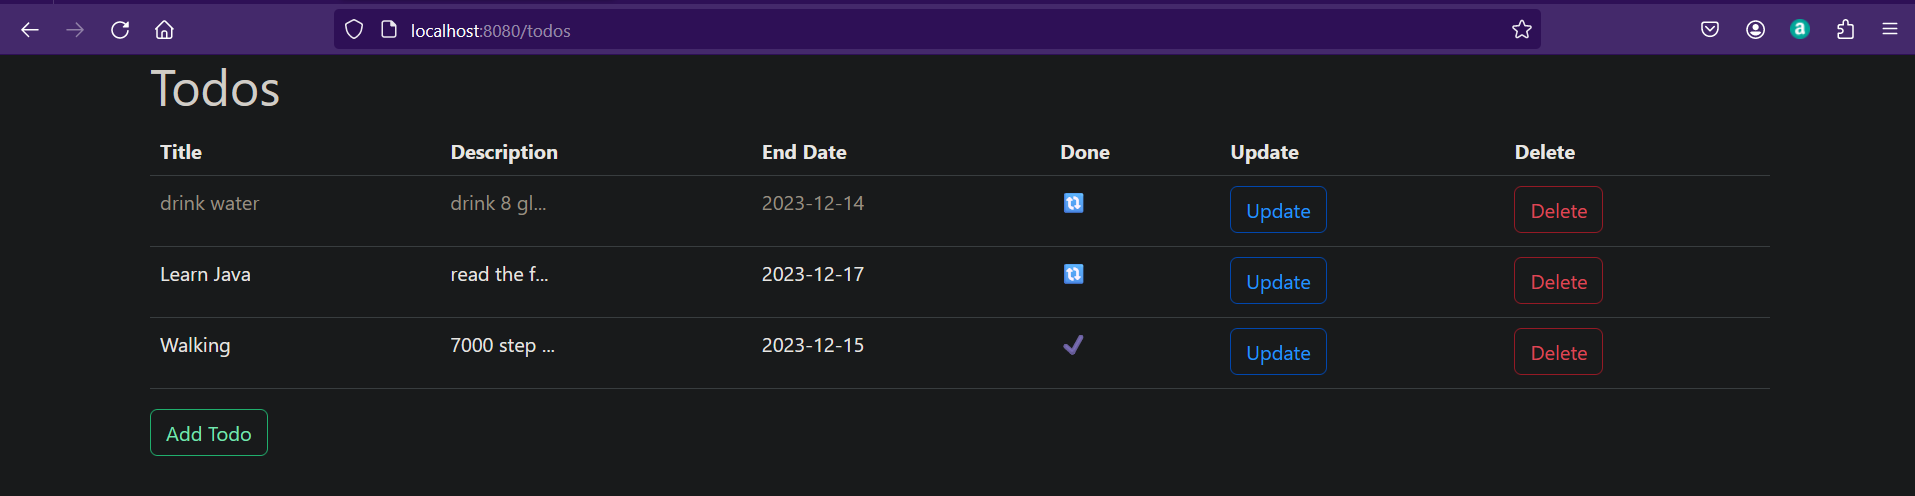 localhost:8080/todos
a
Todos
Title Description End Date Done Update Delete
drink water drink 8 gl... 2023-12-14 🔃 Update Delete
Learn Java read the f... 2023-12-17 🔃 Update Delete
Walking 7000 step ... 2023-12-15 ✔ Update Delete
Add Todo